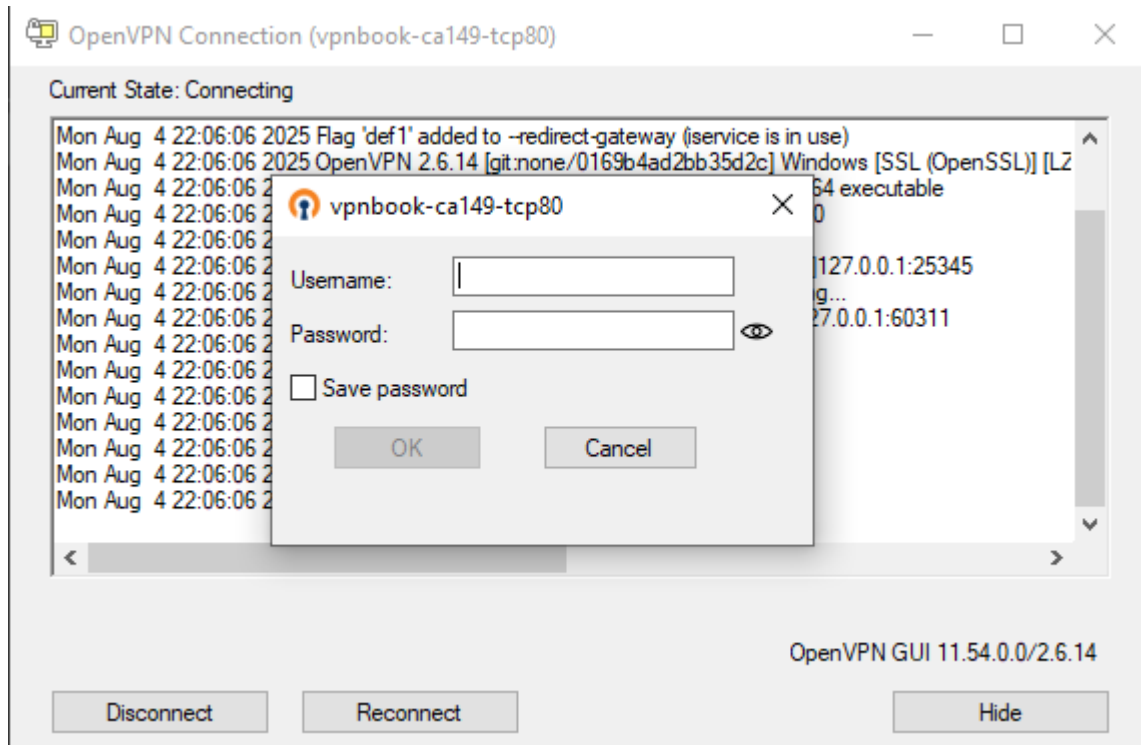 OpenVPN Connection (vpnbook-ca149-tcp80)
Current State: Connecting
Mon Aug 4 22:06:06 2025 Flag 'def1' added to --redirect-gateway (iservice is in use)
Mon Aug 4 22:06:06 2025 OpenVPN 2.6.14 [git:none/0169b4ad2bb35d2c] Windows [SSL (OpenSSL)] [LZ
Mon Aug 4 22:06:06 2 64 executable
Mon Aug 4 22:06:06 2 0
Mon Aug 4 22:06:06 2
Mon Aug 4 22:06:06 2 ]127.0.0.1:25345
Mon Aug 4 22:06:06 2 g...
Mon Aug 4 22:06:06 2 27.0.0.1:60311
Mon Aug 4 22:06:06 2
Mon Aug 4 22:06:06 2
Mon Aug 4 22:06:06 2
Mon Aug 4 22:06:06 2
Mon Aug 4 22:06:06 2
Mon Aug 4 22:06:06 2
Mon Aug 4 22:06:06 2
vpnbook-ca149-tcp80
Username:
Password:
Save password
OK Cancel
OpenVPN GUI 11.54.0.0/2.6.14
Disconnect Reconnect Hide